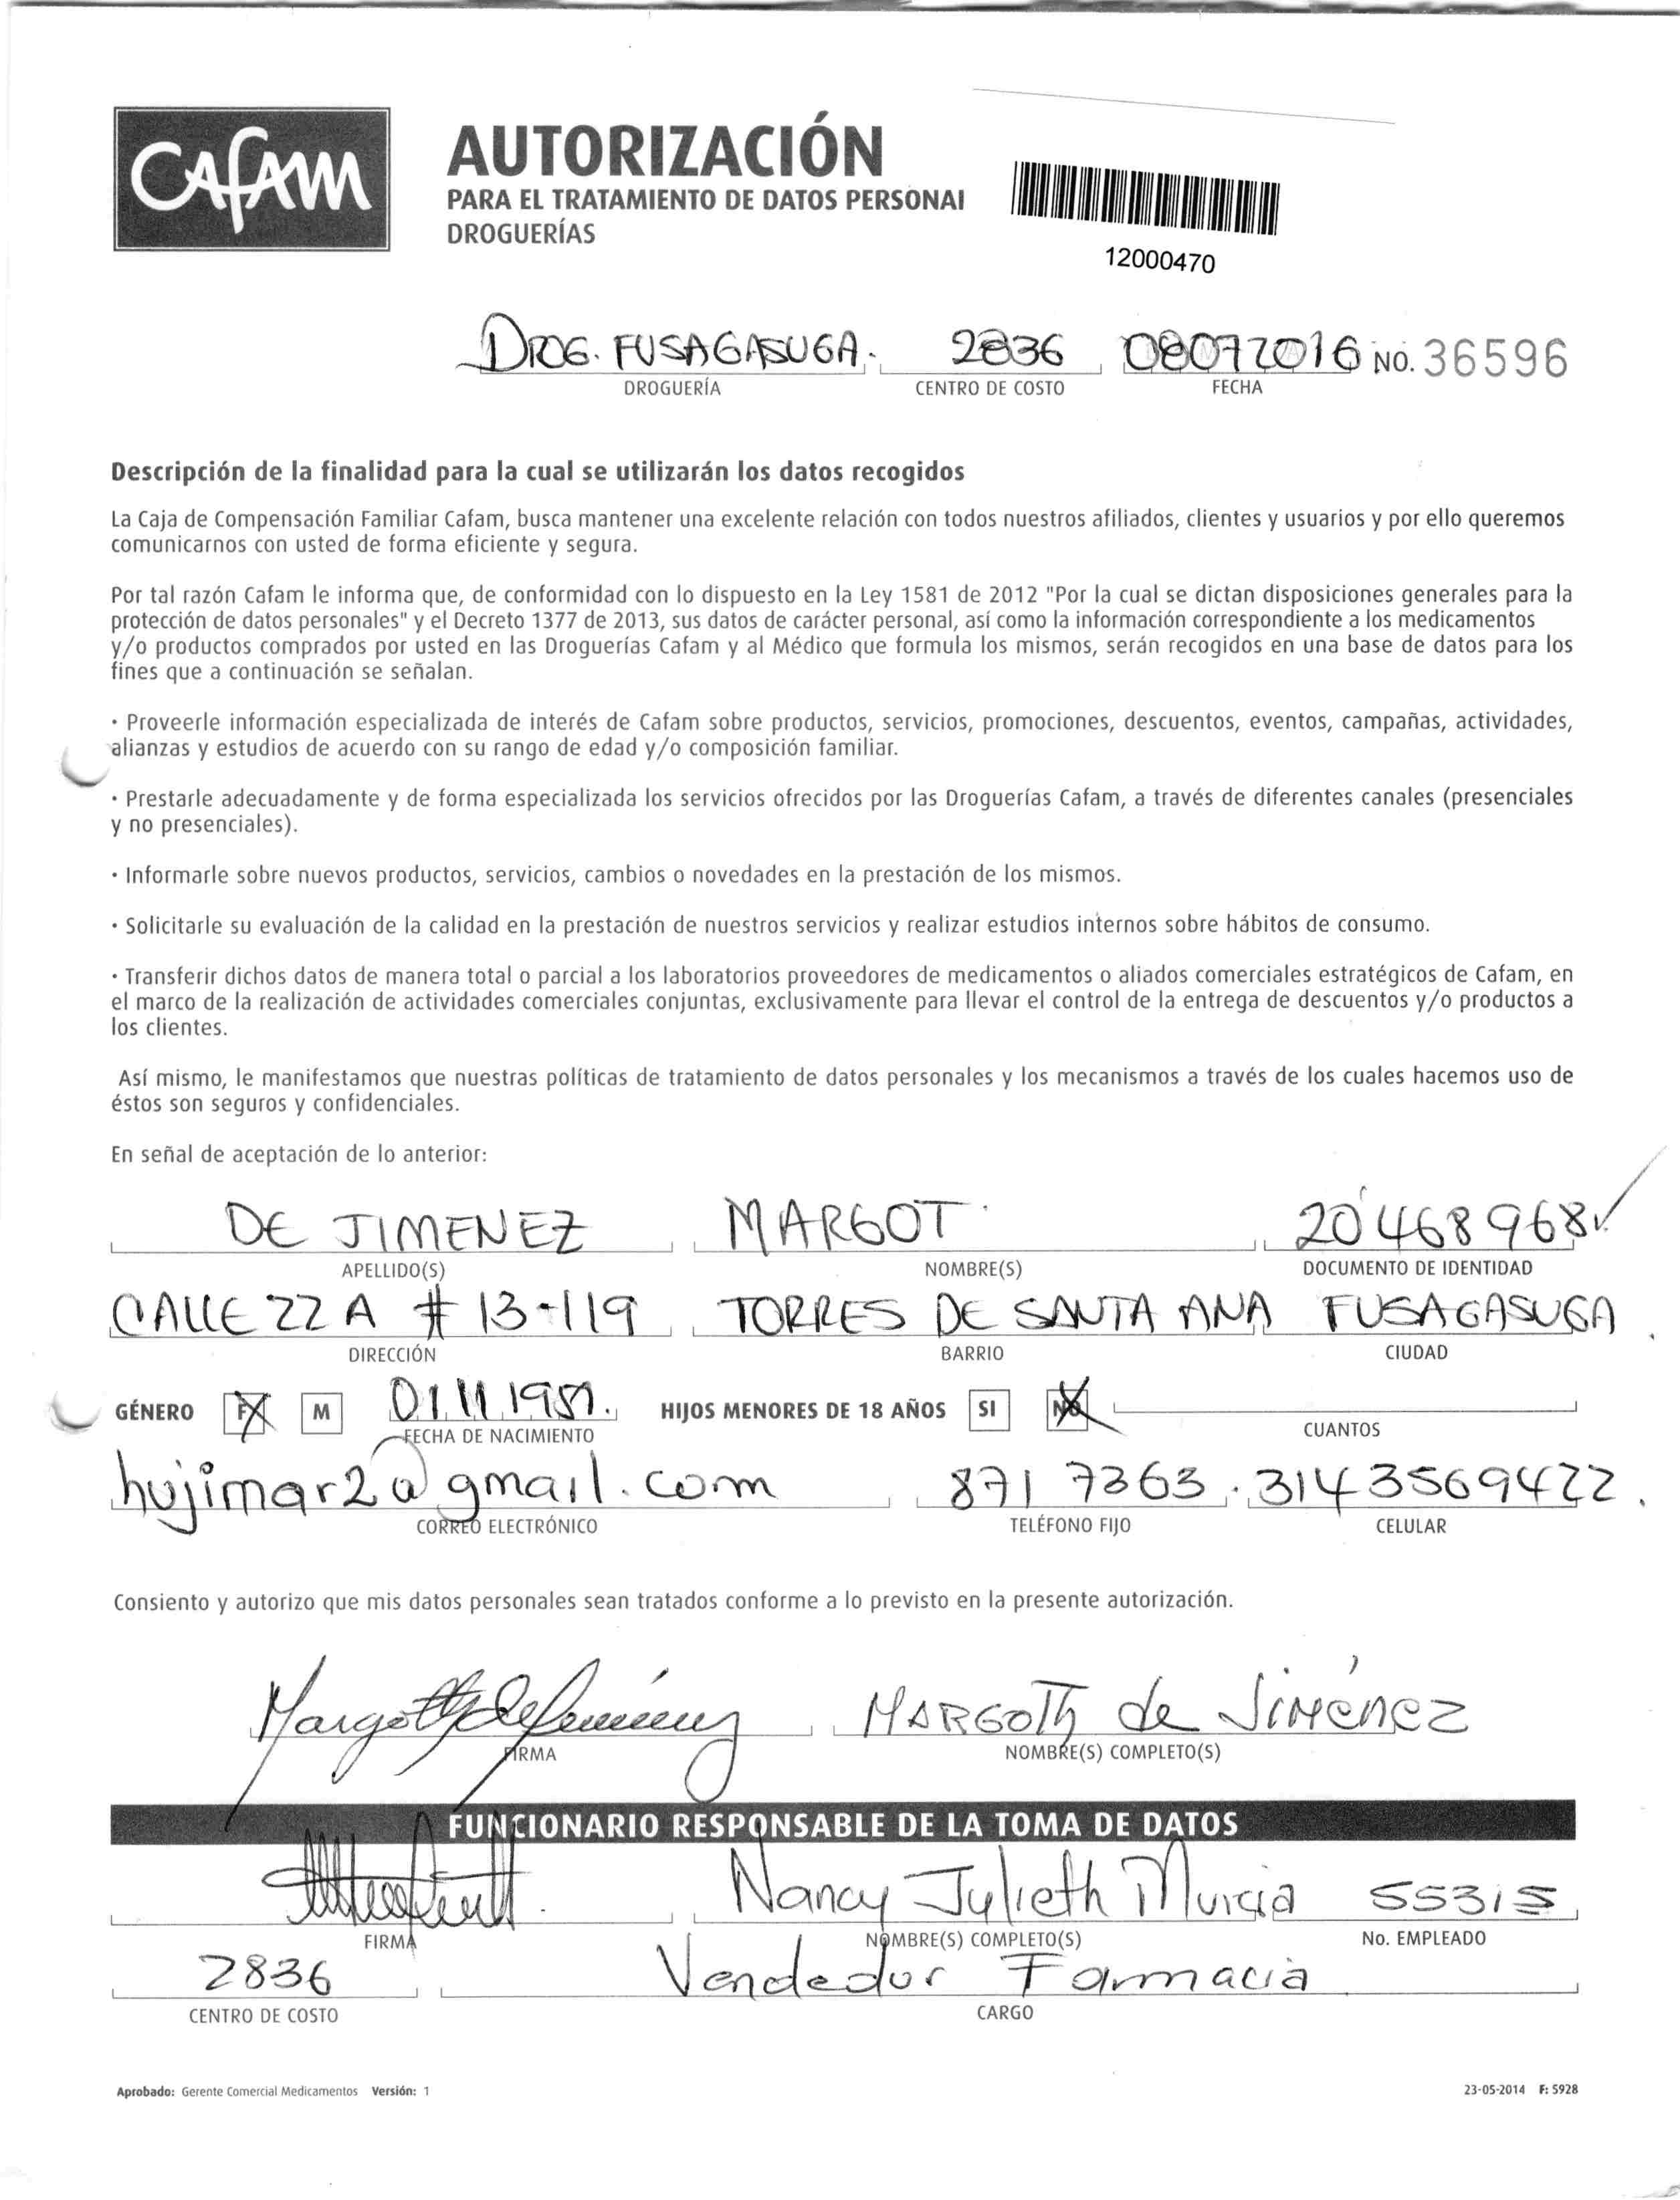 CAFAM
AUTORIZACIÓN
PARA EL TRATAMIENTO DE DATOS PERSONAI
DROGUERÍAS
12000470
DROG. FUSAGASUGA. 2836 08072016 NO. 36596
DROGUERÍA CENTRO DE COSTO FECHA
Descripción de la finalidad para la cual se utilizarán los datos recogidos
La Caja de Compensación Familiar Cafam, busca mantener una excelente relación con todos nuestros afiliados, clientes y usuarios y por ello queremos
comunicarnos con usted de forma eficiente y segura.
Por tal razón Cafam le informa que, de conformidad con lo dispuesto en la Ley 1581 de 2012 "Por la cual se dictan disposiciones generales para la
protección de datos personales" y el Decreto 1377 de 2013, sus datos de carácter personal, así como la información correspondiente a los medicamentos
y/o productos comprados por usted en las Droguerías Cafam y al Médico que formula los mismos, serán recogidos en una base de datos para los
fines que a continuación se señalan.
· Proveerle información especializada de interés de Cafam sobre productos, servicios, promociones, descuentos, eventos, campañas, actividades,
alianzas y estudios de acuerdo con su rango de edad y/o composición familiar.
· Prestarle adecuadamente y de forma especializada los servicios ofrecidos por las Droguerías Cafam, a través de diferentes canales (presenciales
y no presenciales).
· Informarle sobre nuevos productos, servicios, cambios o novedades en la prestación de los mismos.
· Solicitarle su evaluación de la calidad en la prestación de nuestros servicios y realizar estudios internos sobre hábitos de consumo.
· Transferir dichos datos de manera total o parcial a los laboratorios proveedores de medicamentos o aliados comerciales estratégicos de Cafam, en
el marco de la realización de actividades comerciales conjuntas, exclusivamente para llevar el control de la entrega de descuentos y/o productos a
los clientes.
Así mismo, le manifestamos que nuestras políticas de tratamiento de datos personales y los mecanismos a través de los cuales hacemos uso de
éstos son seguros y confidenciales.
En señal de aceptación de lo anterior:
DE JIMENEZ MARGOT. 20468968
APELLIDO(S) NOMBRE(S) DOCUMENTO DE IDENTIDAD
CALLE 22 A # 13-119 TORRES DE SANTA ANA FUSAGASUGA
DIRECCIÓN BARRIO CIUDAD
GÉNERO F M 01.11.1951. HIJOS MENORES DE 18 AÑOS SI NO
FECHA DE NACIMIENTO CUANTOS
hujimar2@gmail.com 871 7363. 3143569422.
CORREO ELECTRÓNICO TELÉFONO FIJO CELULAR
Consiento y autorizo que mis datos personales sean tratados conforme a lo previsto en la presente autorización.
Margoth de Jiménez MARGOTh de Jiménez
FIRMA NOMBRE(S) COMPLETO(S)
FUNCIONARIO RESPONSABLE DE LA TOMA DE DATOS
Nancy Julieth Murcia 55315
FIRMA NOMBRE(S) COMPLETO(S) No. EMPLEADO
2836 Vendedor Farmacia
CENTRO DE COSTO CARGO
Aprobado: Gerente Comercial Medicamentos Versión: 1 23-05-2014 F: 5928